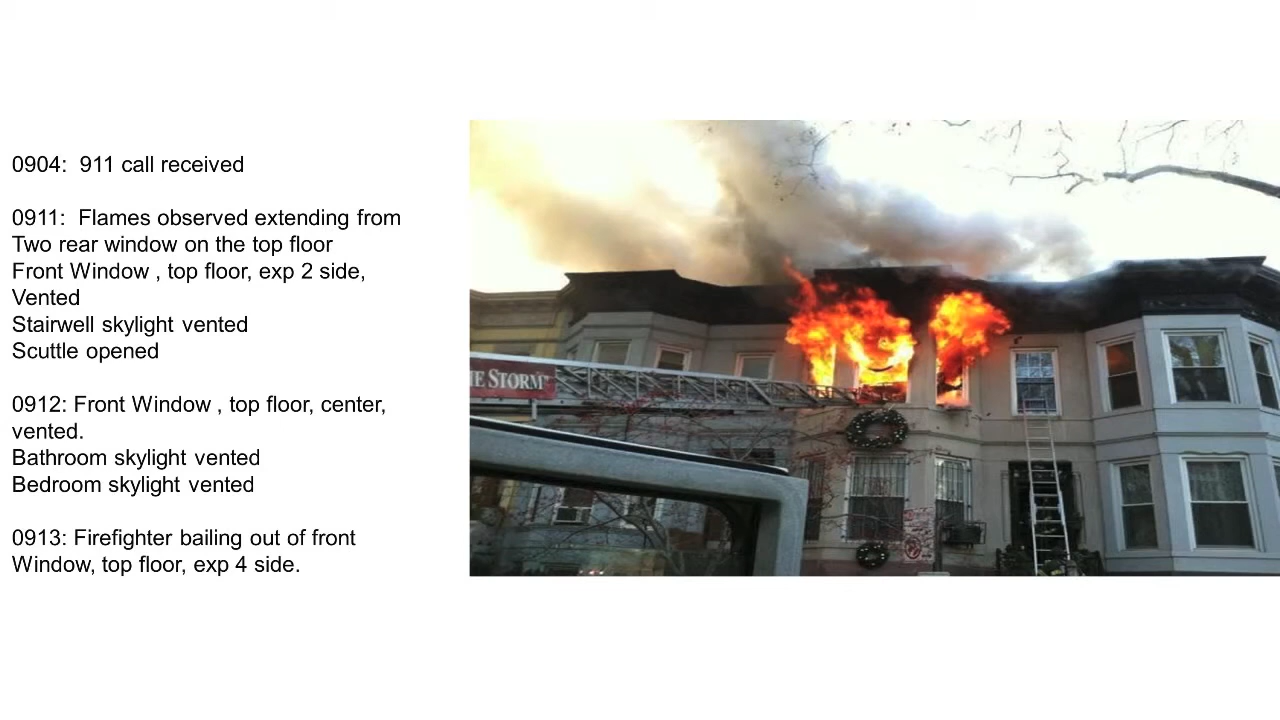 0904:  911 call received
0911:  Flames observed extending from
Two rear window on the top floor
Front Window , top floor, exp 2 side,
Vented
Stairwell skylight vented
Scuttle opened
0912: Front Window , top floor, center,
vented.
Bathroom skylight vented
Bedroom skylight vented
0913: Firefighter bailing out of front
Window, top floor, exp 4 side.
E STORM